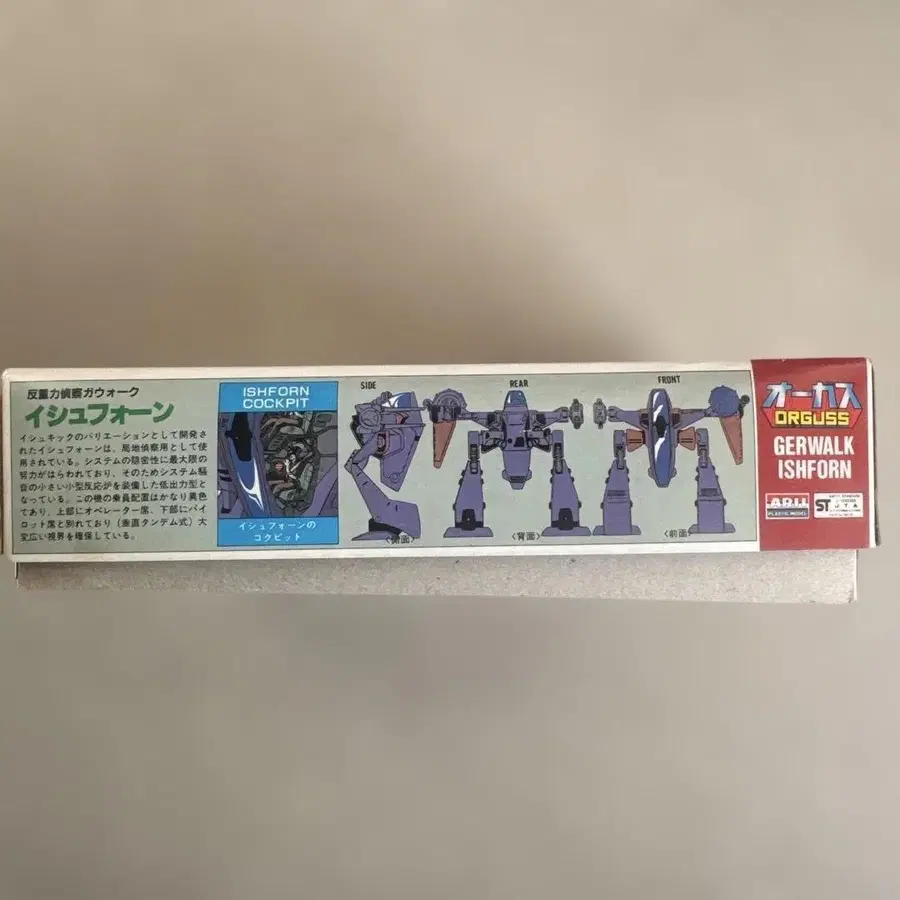 反重力偵察ガウォーク
イシュフォーン
イシュキックのバリエーションとして開発さ
れたイシュフォーンは、局地偵察用として使
用されている。システムの隠密性に最大限の
努力がはらわれており、そのためシステム騒
音の小さい小型反応炉を装備した低出力型と
なっている。この機の乗員配置はかなり異色
であり、上部にオペレーター席、下部にパイ
ロット席と別れており(垂直タンデム式)大
変広い視界を確保している。
ISHFORN
COCKPIT
イシュフォーンの
コクピット
SIDE
REAR
FRONT
〈側面〉
〈背面〉
〈前面〉
オーガス
ORGUSS
GERWALK
ISHFORN
ARII
PLASTIC MODEL
ST
JTA